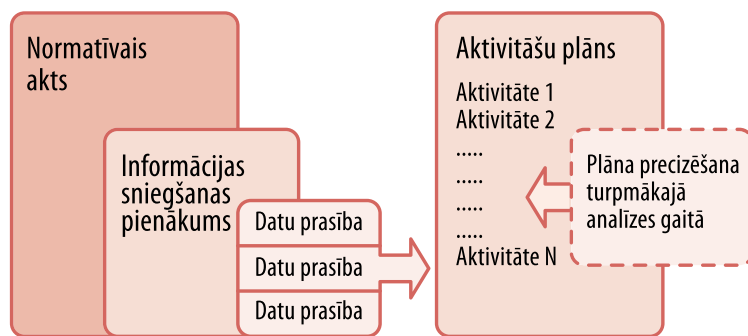 Normatīvais
akts
Informācijas
sniegšanas
pienākums
Datu prasība
Datu prasība
Datu prasība
Aktivitāšu plāns
Aktivitāte 1
Aktivitāte 2
.....
.....
.....
.....
Aktivitāte N
Plāna precizēšana
turpmākajā
analīzes gaitā